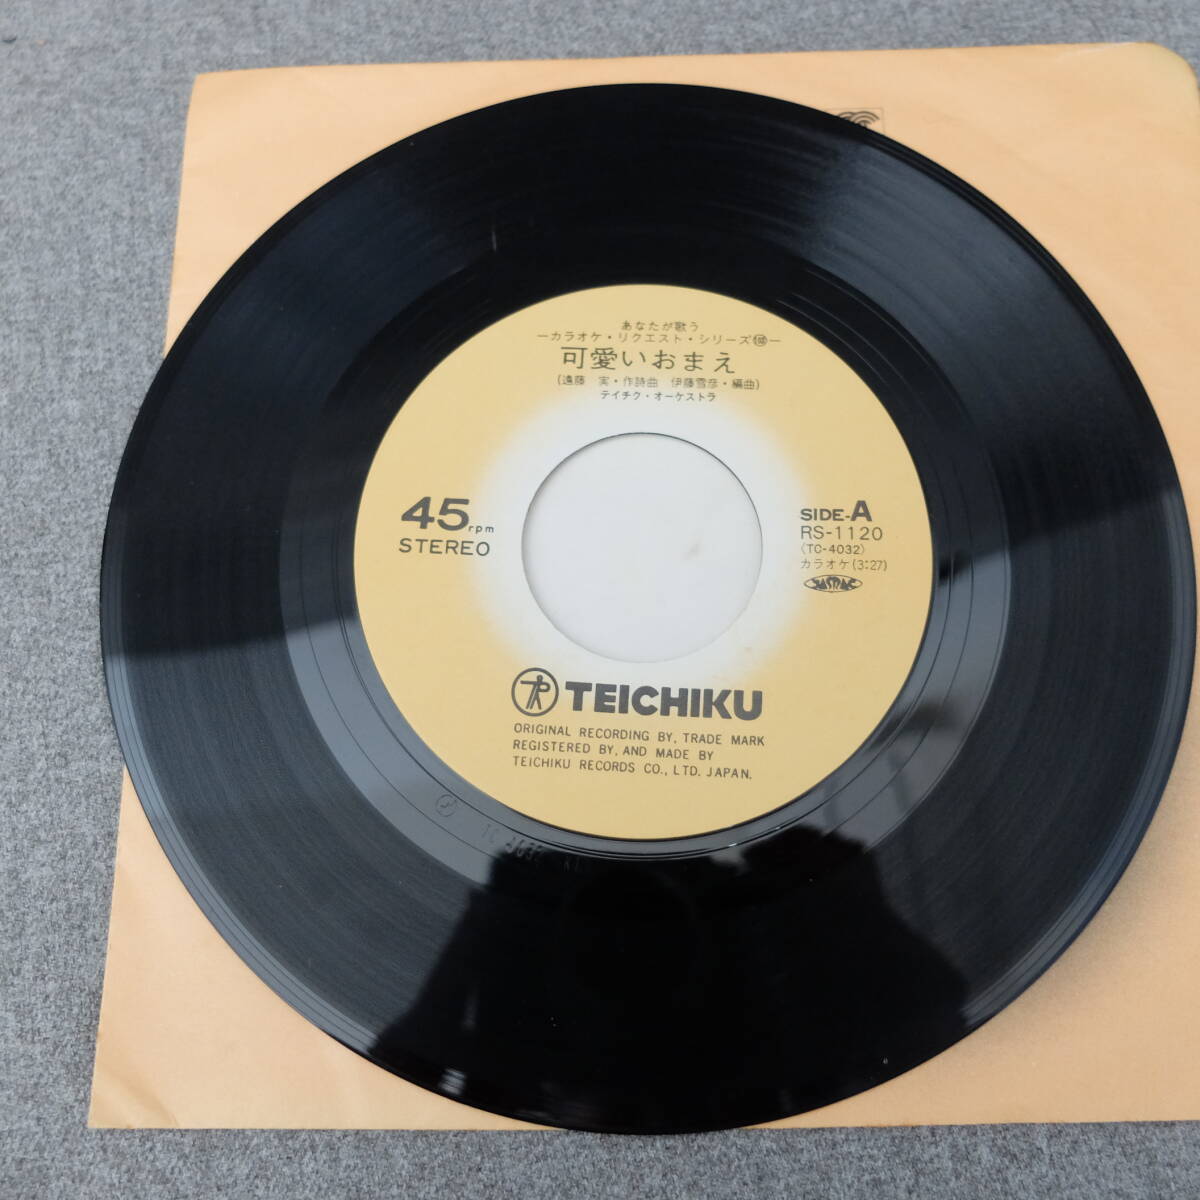 あなたが歌う
―カラオケ・リクエスト・シリーズ
可愛いおまえ
(遠藤 実・作詩曲 伊藤雪彦・編曲)
テイチク・オーケストラ
45 rpm
STEREO
SIDE-A
RS-1120
(TC-4032)
カラオケ(3:27)
JASRAC
TEICHIKU
ORIGINAL RECORDING BY, TRADE MARK
REGISTERED BY, AND MADE BY
TEICHIKU RECORDS CO., LTD. JAPAN.